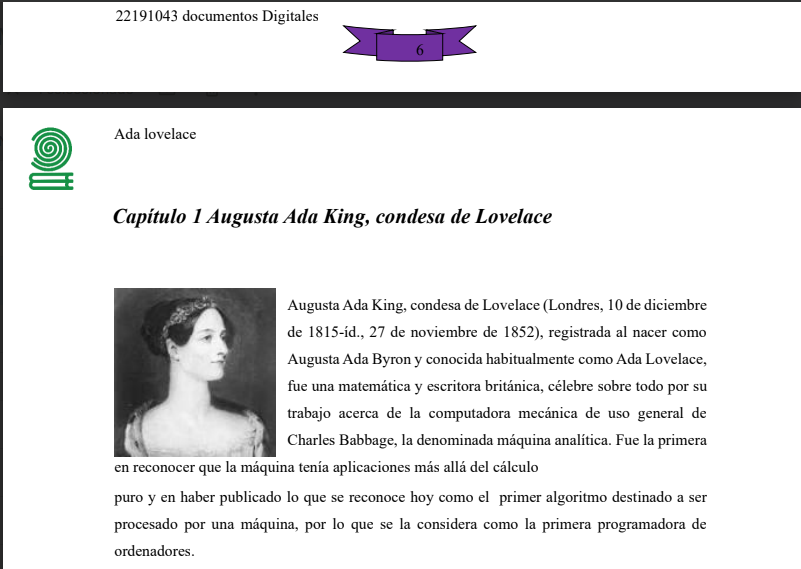 22191043 documentos Digitales
6
Ada lovelace
Capítulo 1 Augusta Ada King, condesa de Lovelace
Augusta Ada King, condesa de Lovelace (Londres, 10 de diciembre
de 1815-íd., 27 de noviembre de 1852), registrada al nacer como
Augusta Ada Byron y conocida habitualmente como Ada Lovelace,
fue una matemática y escritora británica, célebre sobre todo por su
trabajo acerca de la computadora mecánica de uso general de
Charles Babbage, la denominada máquina analítica. Fue la primera
en reconocer que la máquina tenía aplicaciones más allá del cálculo
puro y en haber publicado lo que se reconoce hoy como el  primer algoritmo destinado a ser
procesado por una máquina, por lo que se la considera como la primera programadora de
ordenadores.